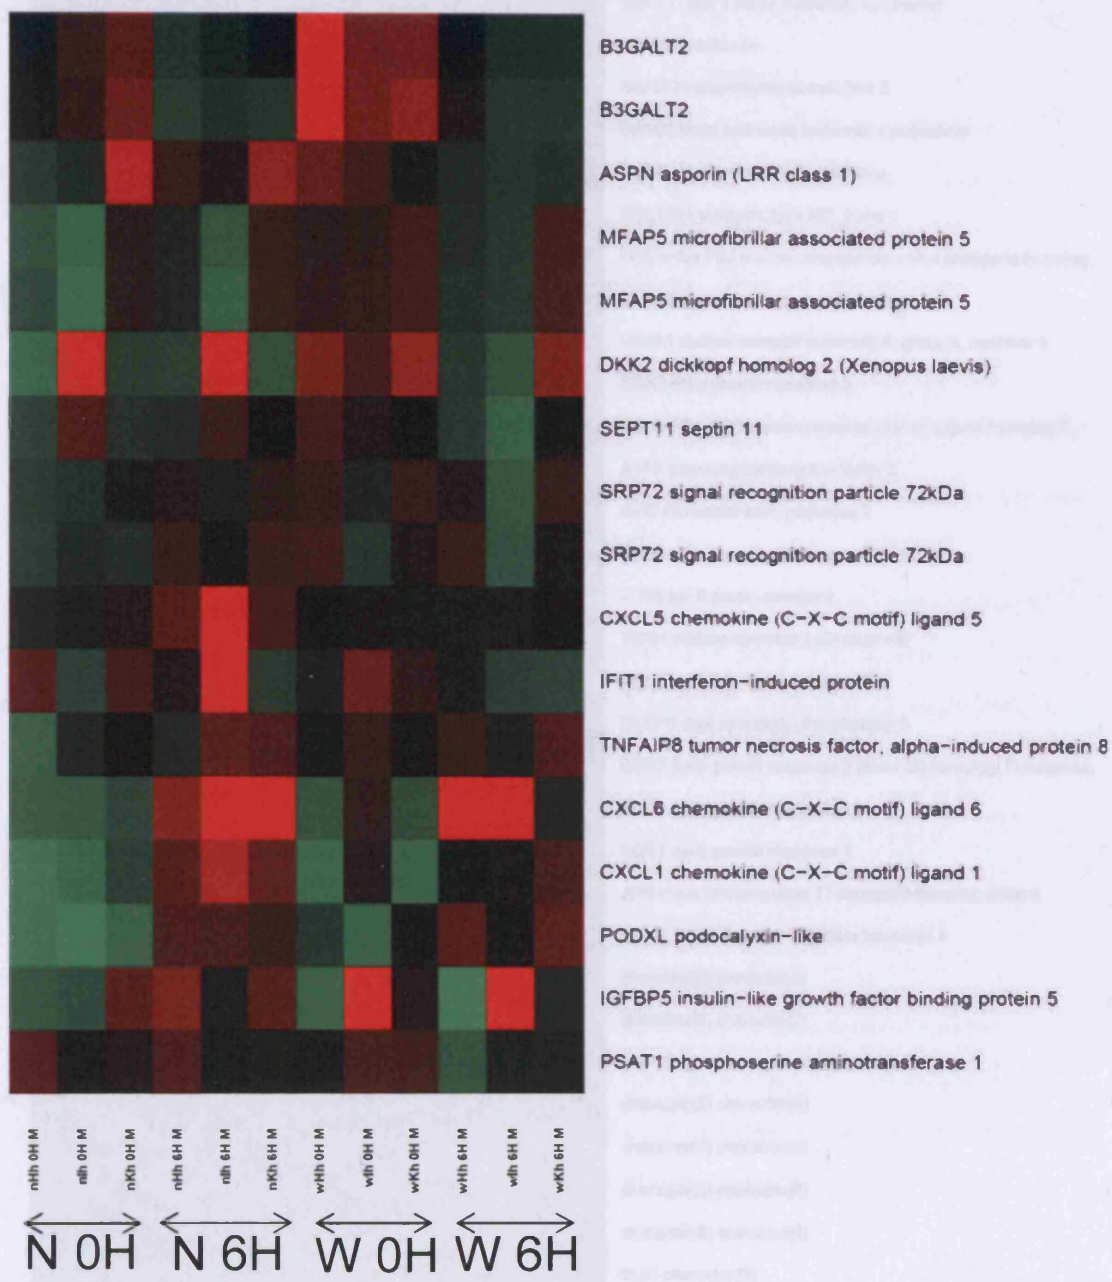 B3GALT2
B3GALT2
ASPN asporin (LRR class 1)
MFAP5 microfibrillar associated protein 5
MFAP5 microfibrillar associated protein 5
DKK2 dickkopf homolog 2 (Xenopus laevis)
SEPT11 septin 11
SRP72 signal recognition particle 72kDa
SRP72 signal recognition particle 72kDa
CXCL5 chemokine (C-X-C motif) ligand 5
IFIT1 interferon-induced protein
TNFAIP8 tumor necrosis factor, alpha-induced protein 8
CXCL6 chemokine (C-X-C motif) ligand 6
CXCL1 chemokine (C-X-C motif) ligand 1
PODXL podocalyxin-like
IGFBP5 insulin-like growth factor binding protein 5
PSAT1 phosphoserine aminotransferase 1
nHh 0H M
nIh 0H M
nKh 0H M
nHh 6H M
nIh 6H M
nKh 6H M
wHh 0H M
wIh 0H M
wKh 0H M
wHh 6H M
wIh 6H M
wKh 6H M
N 0H N 6H W 0H W 6H